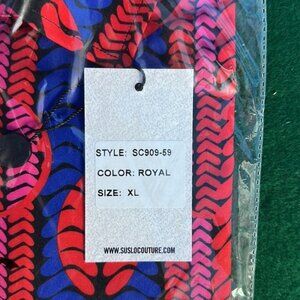 STYLE: SC909-59
COLOR: ROYAL
SIZE: XL
WWW.SUSLOCOUTURE.COM